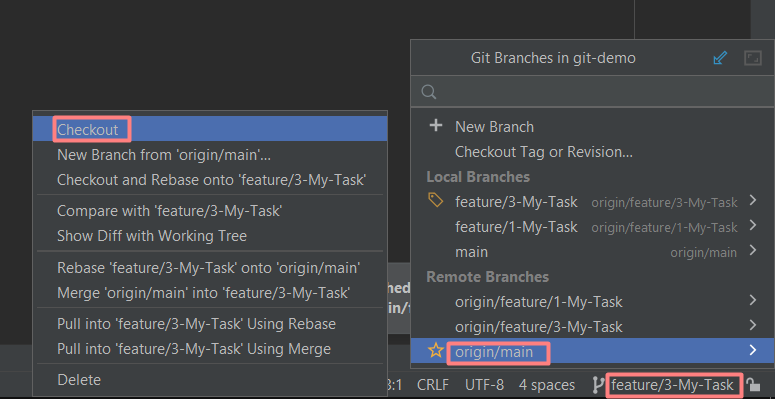 Git Branches in git-demo
New Branch
Checkout Tag or Revision...
Local Branches
feature/3-My-Task origin/feature/3-My-Task
feature/1-My-Task origin/feature/1-My-Task
main origin/main
Remote Branches
origin/feature/1-My-Task
origin/feature/3-My-Task
origin/main
Checkout
New Branch from 'origin/main'...
Checkout and Rebase onto 'feature/3-My-Task'
Compare with 'feature/3-My-Task'
Show Diff with Working Tree
Rebase 'feature/3-My-Task' onto 'origin/main'
Merge 'origin/main' into 'feature/3-My-Task'
Pull into 'feature/3-My-Task' Using Rebase
Pull into 'feature/3-My-Task' Using Merge
Delete
3:1 CRLF UTF-8 4 spaces feature/3-My-Task